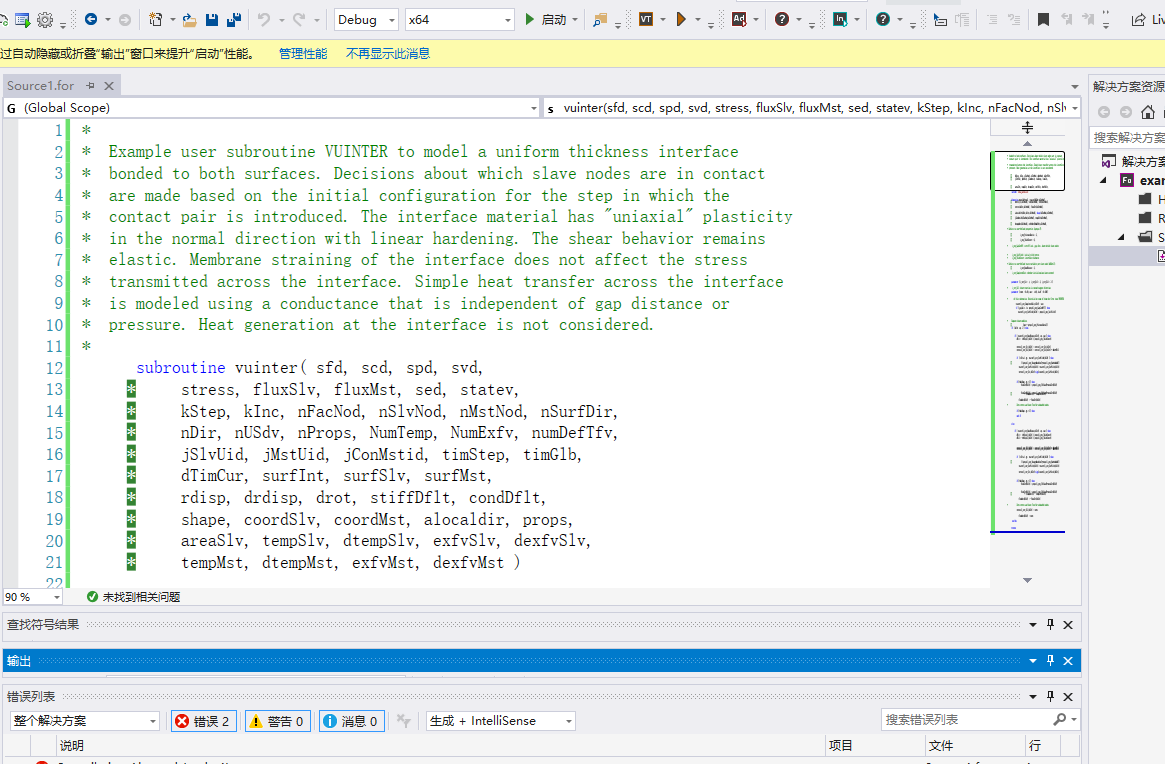 Debug
x64
启动
VT
Ad
In
Liv
过自动隐藏或折叠“输出”窗口来提升“启动”性能。 管理性能 不再显示此消息
Source1.for
解决方案资源
G (Global Scope)
s vuinter(sfd, scd, spd, svd, stress, fluxSlv, fluxMst, sed, statev, kStep, kInc, nFacNod, nSlv
搜索解决方案
解决方案
Fo exar
1 *
2 * Example user subroutine VUINTER to model a uniform thickness interface
3 * bonded to both surfaces. Decisions about which slave nodes are in contact
4 * are made based on the initial configuration for the step in which the
5 * contact pair is introduced. The interface material has "uniaxial" plasticity
6 * in the normal direction with linear hardening. The shear behavior remains
7 * elastic. Membrane straining of the interface does not affect the stress
8 * transmitted across the interface. Simple heat transfer across the interface
9 * is modeled using a conductance that is independent of gap distance or
10 * pressure. Heat generation at the interface is not considered.
11 *
12 subroutine vuinter( sfd, scd, spd, svd,
13 * stress, fluxSlv, fluxMst, sed, statev,
14 * kStep, kInc, nFacNod, nSlvNod, nMstNod, nSurfDir,
15 * nDir, nUSdv, nProps, NumTemp, NumExfv, numDefTfv,
16 * jSlvUid, jMstUid, jConMstid, timStep, timGlb,
17 * dTimCur, surfInt, surfSlv, surfMst,
18 * rdisp, drdisp, drot, stiffDflt, condDflt,
19 * shape, coordSlv, coordMst, alocaldir, props,
20 * areaSlv, tempSlv, dtempSlv, exfvSlv, dexfvSlv,
21 * tempMst, dtempMst, exfvMst, dexfvMst )
22
90 %
未找到相关问题
查找符号结果
输出
错误列表
整个解决方案
错误 2
警告 0
消息 0
生成 + IntelliSense
搜索错误列表
说明 项目 文件 行